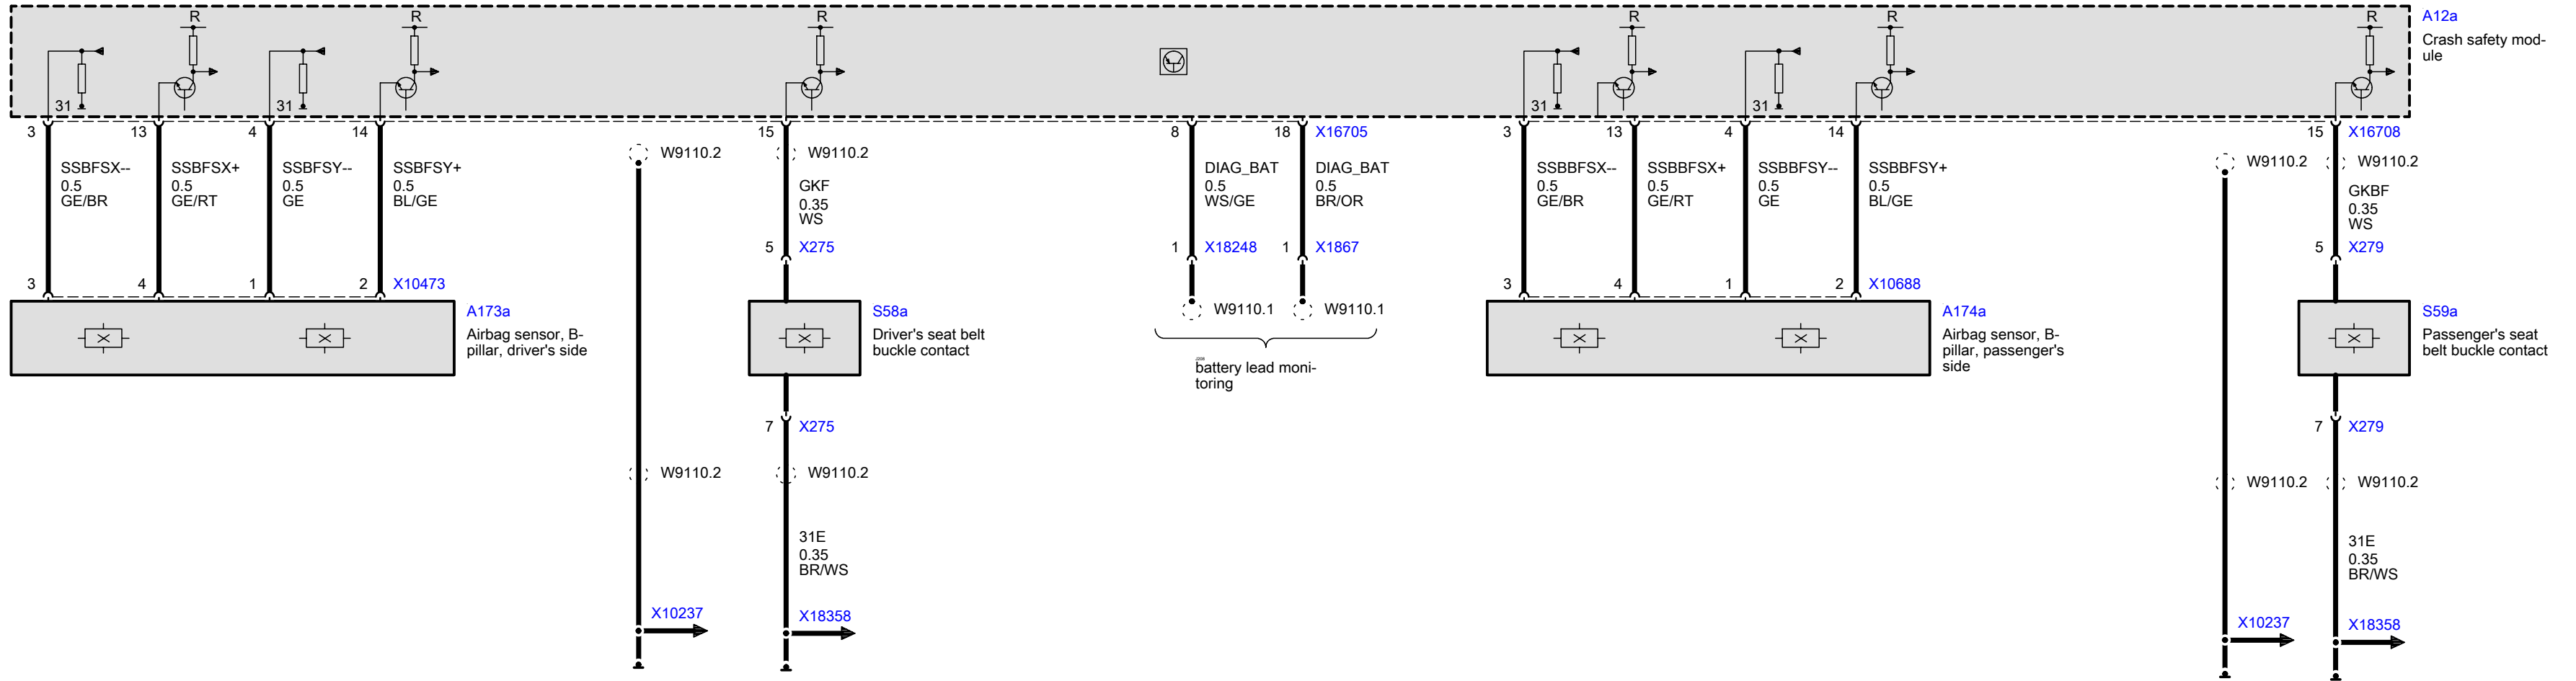 R
R
R
R
R
R
A12a
Crash safety mod-
ule
31
31
31
31
3
13
4
14
15
8
18
X16705
3
13
4
14
15
X16708
W9110.2
W9110.2
W9110.2
W9110.2
SSBFSX--
0.5
GE/BR
SSBFSX+
0.5
GE/RT
SSBFSY--
0.5
GE
SSBFSY+
0.5
BL/GE
GKF
0.35
WS
DIAG_BAT
0.5
WS/GE
DIAG_BAT
0.5
BR/OR
SSBBFSX--
0.5
GE/BR
SSBBFSX+
0.5
GE/RT
SSBBFSY--
0.5
GE
SSBBFSY+
0.5
BL/GE
GKBF
0.35
WS
5
X275
1
X18248
1
X1867
5
X279
3
4
1
2
X10473
3
4
1
2
X10688
A173a
Airbag sensor, B-
pillar, driver's side
S58a
Driver's seat belt
buckle contact
W9110.1
W9110.1
battery lead moni-
toring
A174a
Airbag sensor, B-
pillar, passenger's
side
S59a
Passenger's seat
belt buckle contact
7
X275
7
X279
W9110.2
W9110.2
W9110.2
W9110.2
31E
0.35
BR/WS
31E
0.35
BR/WS
X10237
X18358
X10237
X18358